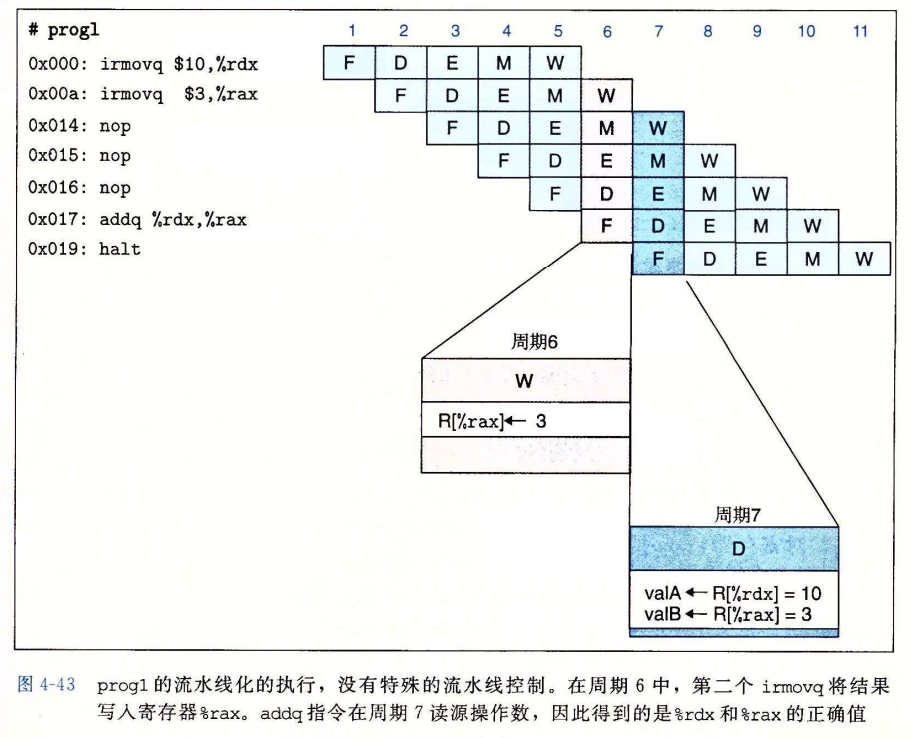 # prog1 1 2 3 4 5 6 7 8 9 10 11
0x000: irmovq $10,%rdx F D E M W
0x00a: irmovq $3,%rax F D E M W
0x014: nop F D E M W
0x015: nop F D E M W
0x016: nop F D E M W
0x017: addq %rdx,%rax F D E M W
0x019: halt F D E M W
周期6
W
R[%rax]← 3
周期7
D
valA ← R[%rdx] = 10
valB ← R[%rax] = 3
图 4-43 prog1 的流水线化的执行，没有特殊的流水线控制。在周期 6 中，第二个 irmovq 将结果
写入寄存器%rax。addq 指令在周期 7 读源操作数，因此得到的是%rdx 和%rax 的正确值